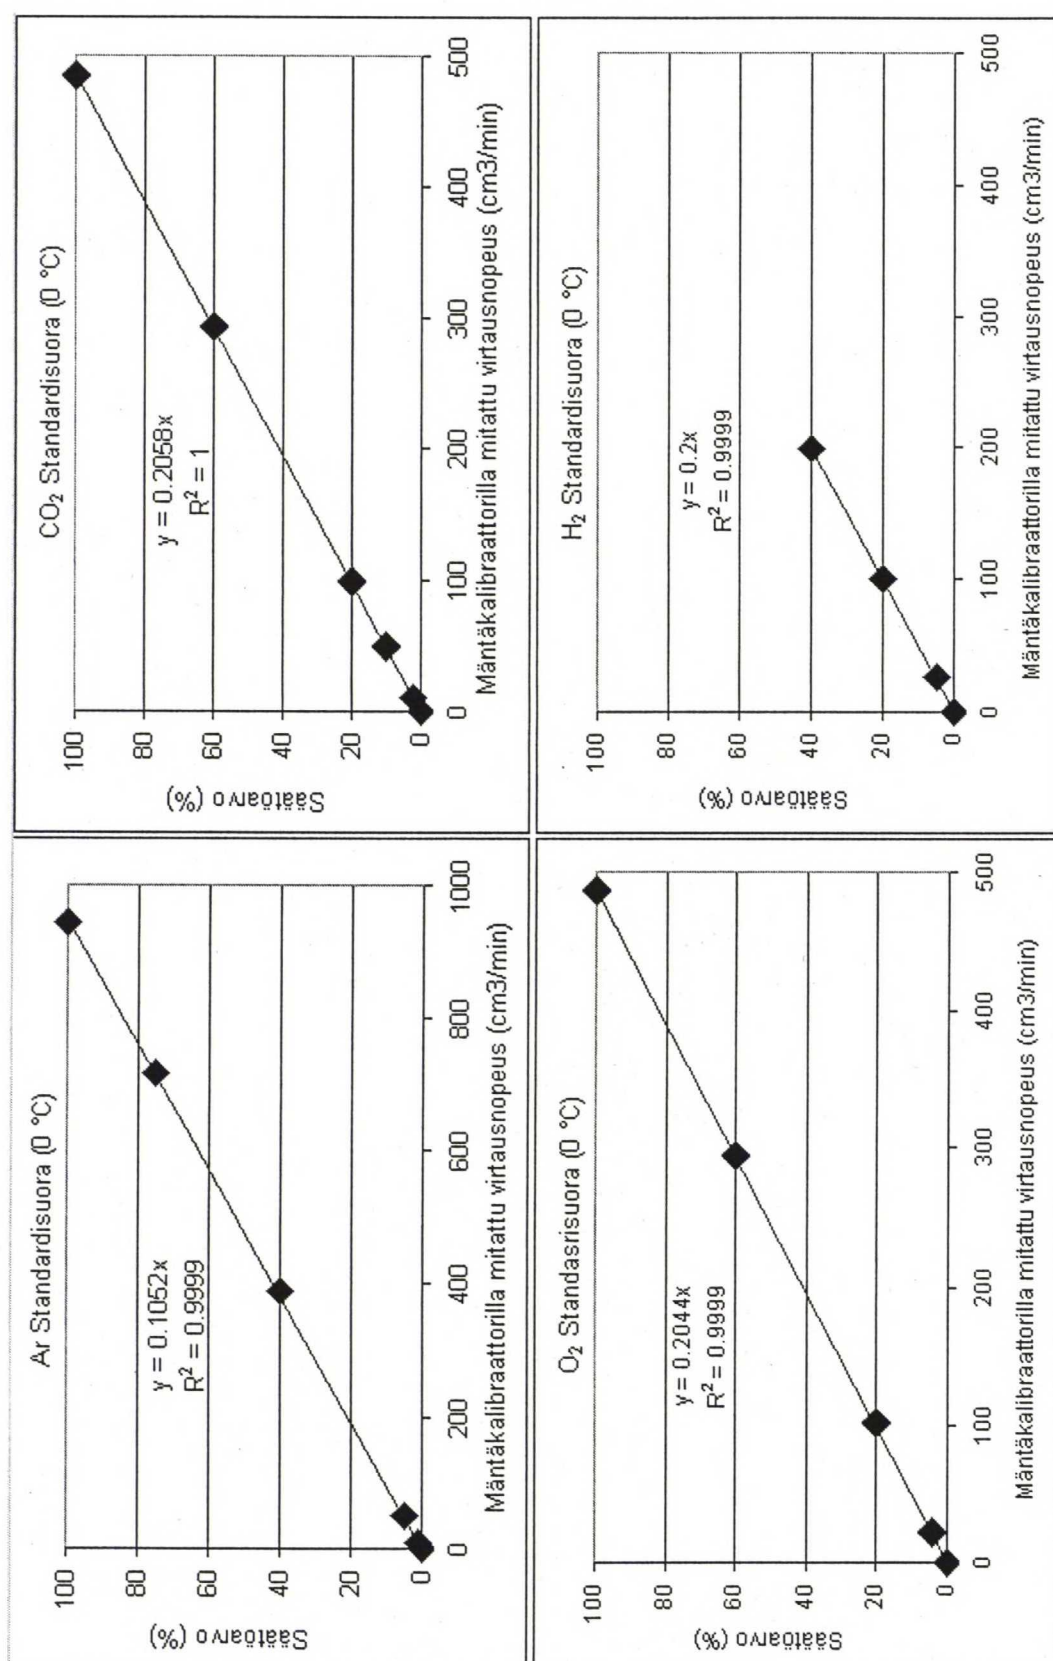 Ar Standardisuora (0 °C)
y = 0.1052x
R² = 0.9999
Säätöarvo (%)
100
80
60
40
20
0
0 200 400 600 800 1000
Mäntäkalibraattorilla mitattu virtausnopeus (cm3/min)
CO₂ Standardisuora (0 °C)
y = 0.2058x
R² = 1
Säätöarvo (%)
100
80
60
40
20
0
0 100 200 300 400 500
Mäntäkalibraattorilla mitattu virtausnopeus (cm3/min)
O₂ Standasrisuora (0 °C)
y = 0.2044x
R² = 0.9999
Säätöarvo (%)
100
80
60
40
20
0
0 100 200 300 400 500
Mäntäkalibraattorilla mitattu virtausnopeus (cm3/min)
H₂ Standardisuora (0 °C)
y = 0.2x
R² = 0.9999
Säätöarvo (%)
100
80
60
40
20
0
0 100 200 300 400 500
Mäntäkalibraattorilla mitattu virtausnopeus (cm3/min)